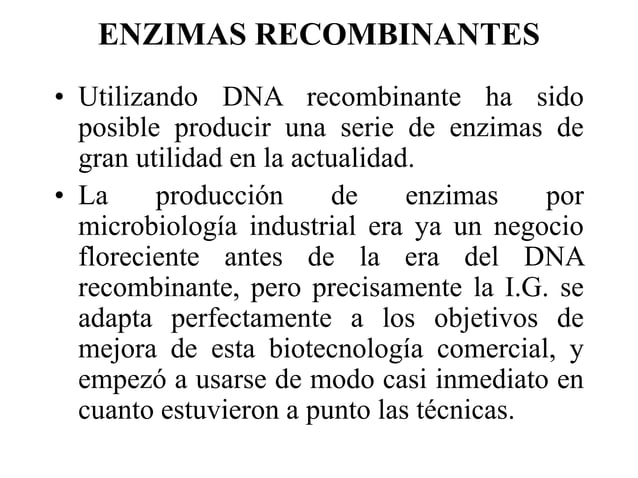 ENZIMAS RECOMBINANTES
• Utilizando DNA recombinante ha sido
posible producir una serie de enzimas de
gran utilidad en la actualidad.
• La producción de enzimas por
microbiología industrial era ya un negocio
floreciente antes de la era del DNA
recombinante, pero precisamente la I.G. se
adapta perfectamente a los objetivos de
mejora de esta biotecnología comercial, y
empezó a usarse de modo casi inmediato en
cuanto estuvieron a punto las técnicas.